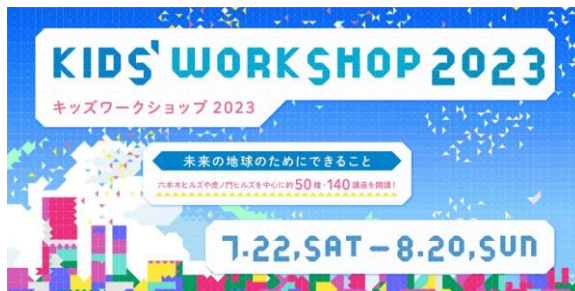 KIDS' WORKSHOP 2023
キッズワークショップ 2023
未来の地球のためにできること
六本木ヒルズや虎ノ門ヒルズを中心に約50種・140講座を開講!
7.22,SAT－8.20,SUN